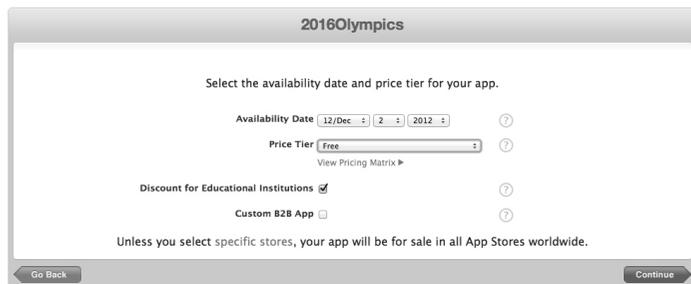 2016Olympics
Select the availability date and price tier for your app.
Availability Date 12/Dec 2 2012 ?
Price Tier Free ?
View Pricing Matrix ▶
Discount for Educational Institutions ?
Custom B2B App ?
Unless you select specific stores, your app will be for sale in all App Stores worldwide.
Go Back Continue